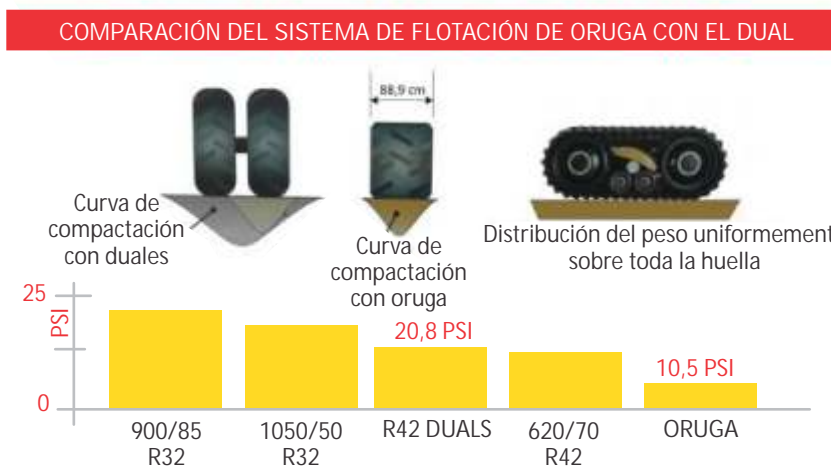 COMPARACIÓN DEL SISTEMA DE FLOTACIÓN DE ORUGA CON EL DUAL
88,9 cm
Curva de
compactación
con duales
Curva de
compactación
con oruga
Distribución del peso uniformement
sobre toda la huella
25
PSI
0
20,8 PSI
10,5 PSI
900/85
R32
1050/50
R32
R42 DUALS
620/70
R42
ORUGA